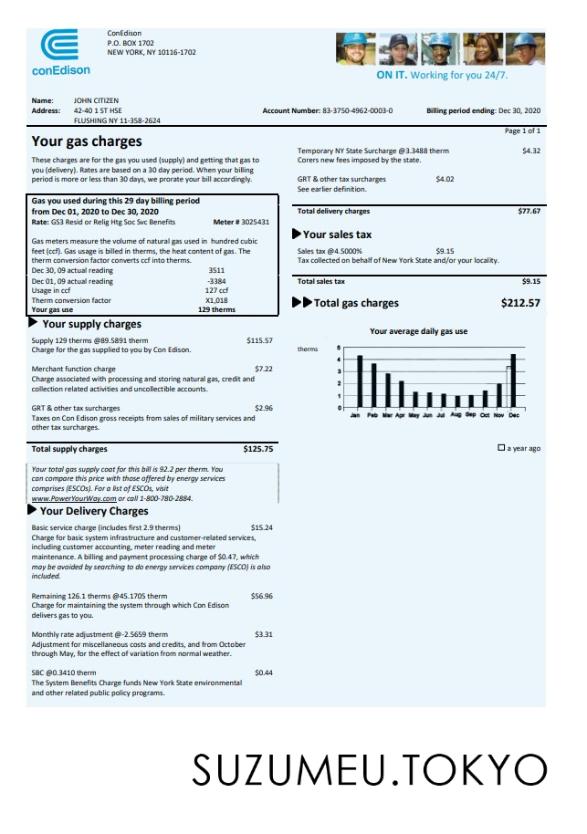 ConEdison
P.O. BOX 1702
NEW YORK, NY 10116-1702
conEdison
ON IT. Working for you 24/7.
Name: JOHN CITIZEN
Address: 42-40 1 ST HSE
FLUSHING NY 11-358-2624
Account Number: 83-3750-4962-0003-0
Billing period ending: Dec 30, 2020
Page 1 of 1
Your gas charges
These charges are for the gas you used (supply) and getting that gas to
you (delivery). Rates are based on a 30 day period. When your billing
period is more or less than 30 days, we prorate your bill accordingly.
Gas you used during this 29 day billing period
from Dec 01, 2020 to Dec 30, 2020
Rate: GS3 Resid or Relig Htg Soc Svc Benefits Meter # 3025431
Gas meters measure the volume of natural gas used in hundred cubic
feet (ccf). Gas usage is billed in therms, the heat content of gas. The
therm conversion factor converts ccf into therms.
Dec 30, 09 actual reading 3511
Dec 01, 09 actual reading -3384
Usage in ccf 127 ccf
Therm conversion factor X1,018
Your gas use 129 therms
Your supply charges
Supply 129 therms @89.5891 therm $115.57
Charge for the gas supplied to you by Con Edison.
Merchant function charge $7.22
Charge associated with processing and storing natural gas, credit and
collection related activities and uncollectible accounts.
GRT & other tax surcharges $2.96
Taxes on Con Edison gross receipts from sales of military services and
other tax surcharges.
Total supply charges $125.75
Your total gas supply coat for this bill is 92.2 per therm. You
can compare this price with those offered by energy services
comprises (ESCOs). For a list of ESCOs, visit
www.PowerYourWay.com or call 1-800-780-2884.
Your Delivery Charges
Basic service charge (includes first 2.9 therms) $15.24
Charge for basic system infrastructure and customer-related services,
including customer accounting, meter reading and meter
maintenance. A billing and payment processing charge of $0.47, which
may be avoided by searching to do energy services company (ESCO) is also
included.
Remaining 126.1 therms @45.1705 therm $56.96
Charge for maintaining the system through which Con Edison
delivers gas to you.
Monthly rate adjustment @-2.5659 therm $3.31
Adjustment for miscellaneous costs and credits, and from October
through May, for the effect of variation from normal weather.
SBC @0.3410 therm $0.44
The System Benefits Charge funds New York State environmental
and other related public policy programs.
Temporary NY State Surcharge @3.3488 therm $4.32
Corers new fees imposed by the state.
GRT & other tax surcharges $4.02
See earlier definition.
Total delivery charges $77.67
Your sales tax
Sales tax @4.5000% $9.15
Tax collected on behalf of New York State and/or your locality.
Total sales tax $9.15
Total gas charges $212.57
Your average daily gas use
therms
5
4
3
2
1
0
Jan Feb Mar Apr May Jun Jul Aug Sep Oct Nov Dec
a year ago
SUZUMEU.TOKYO